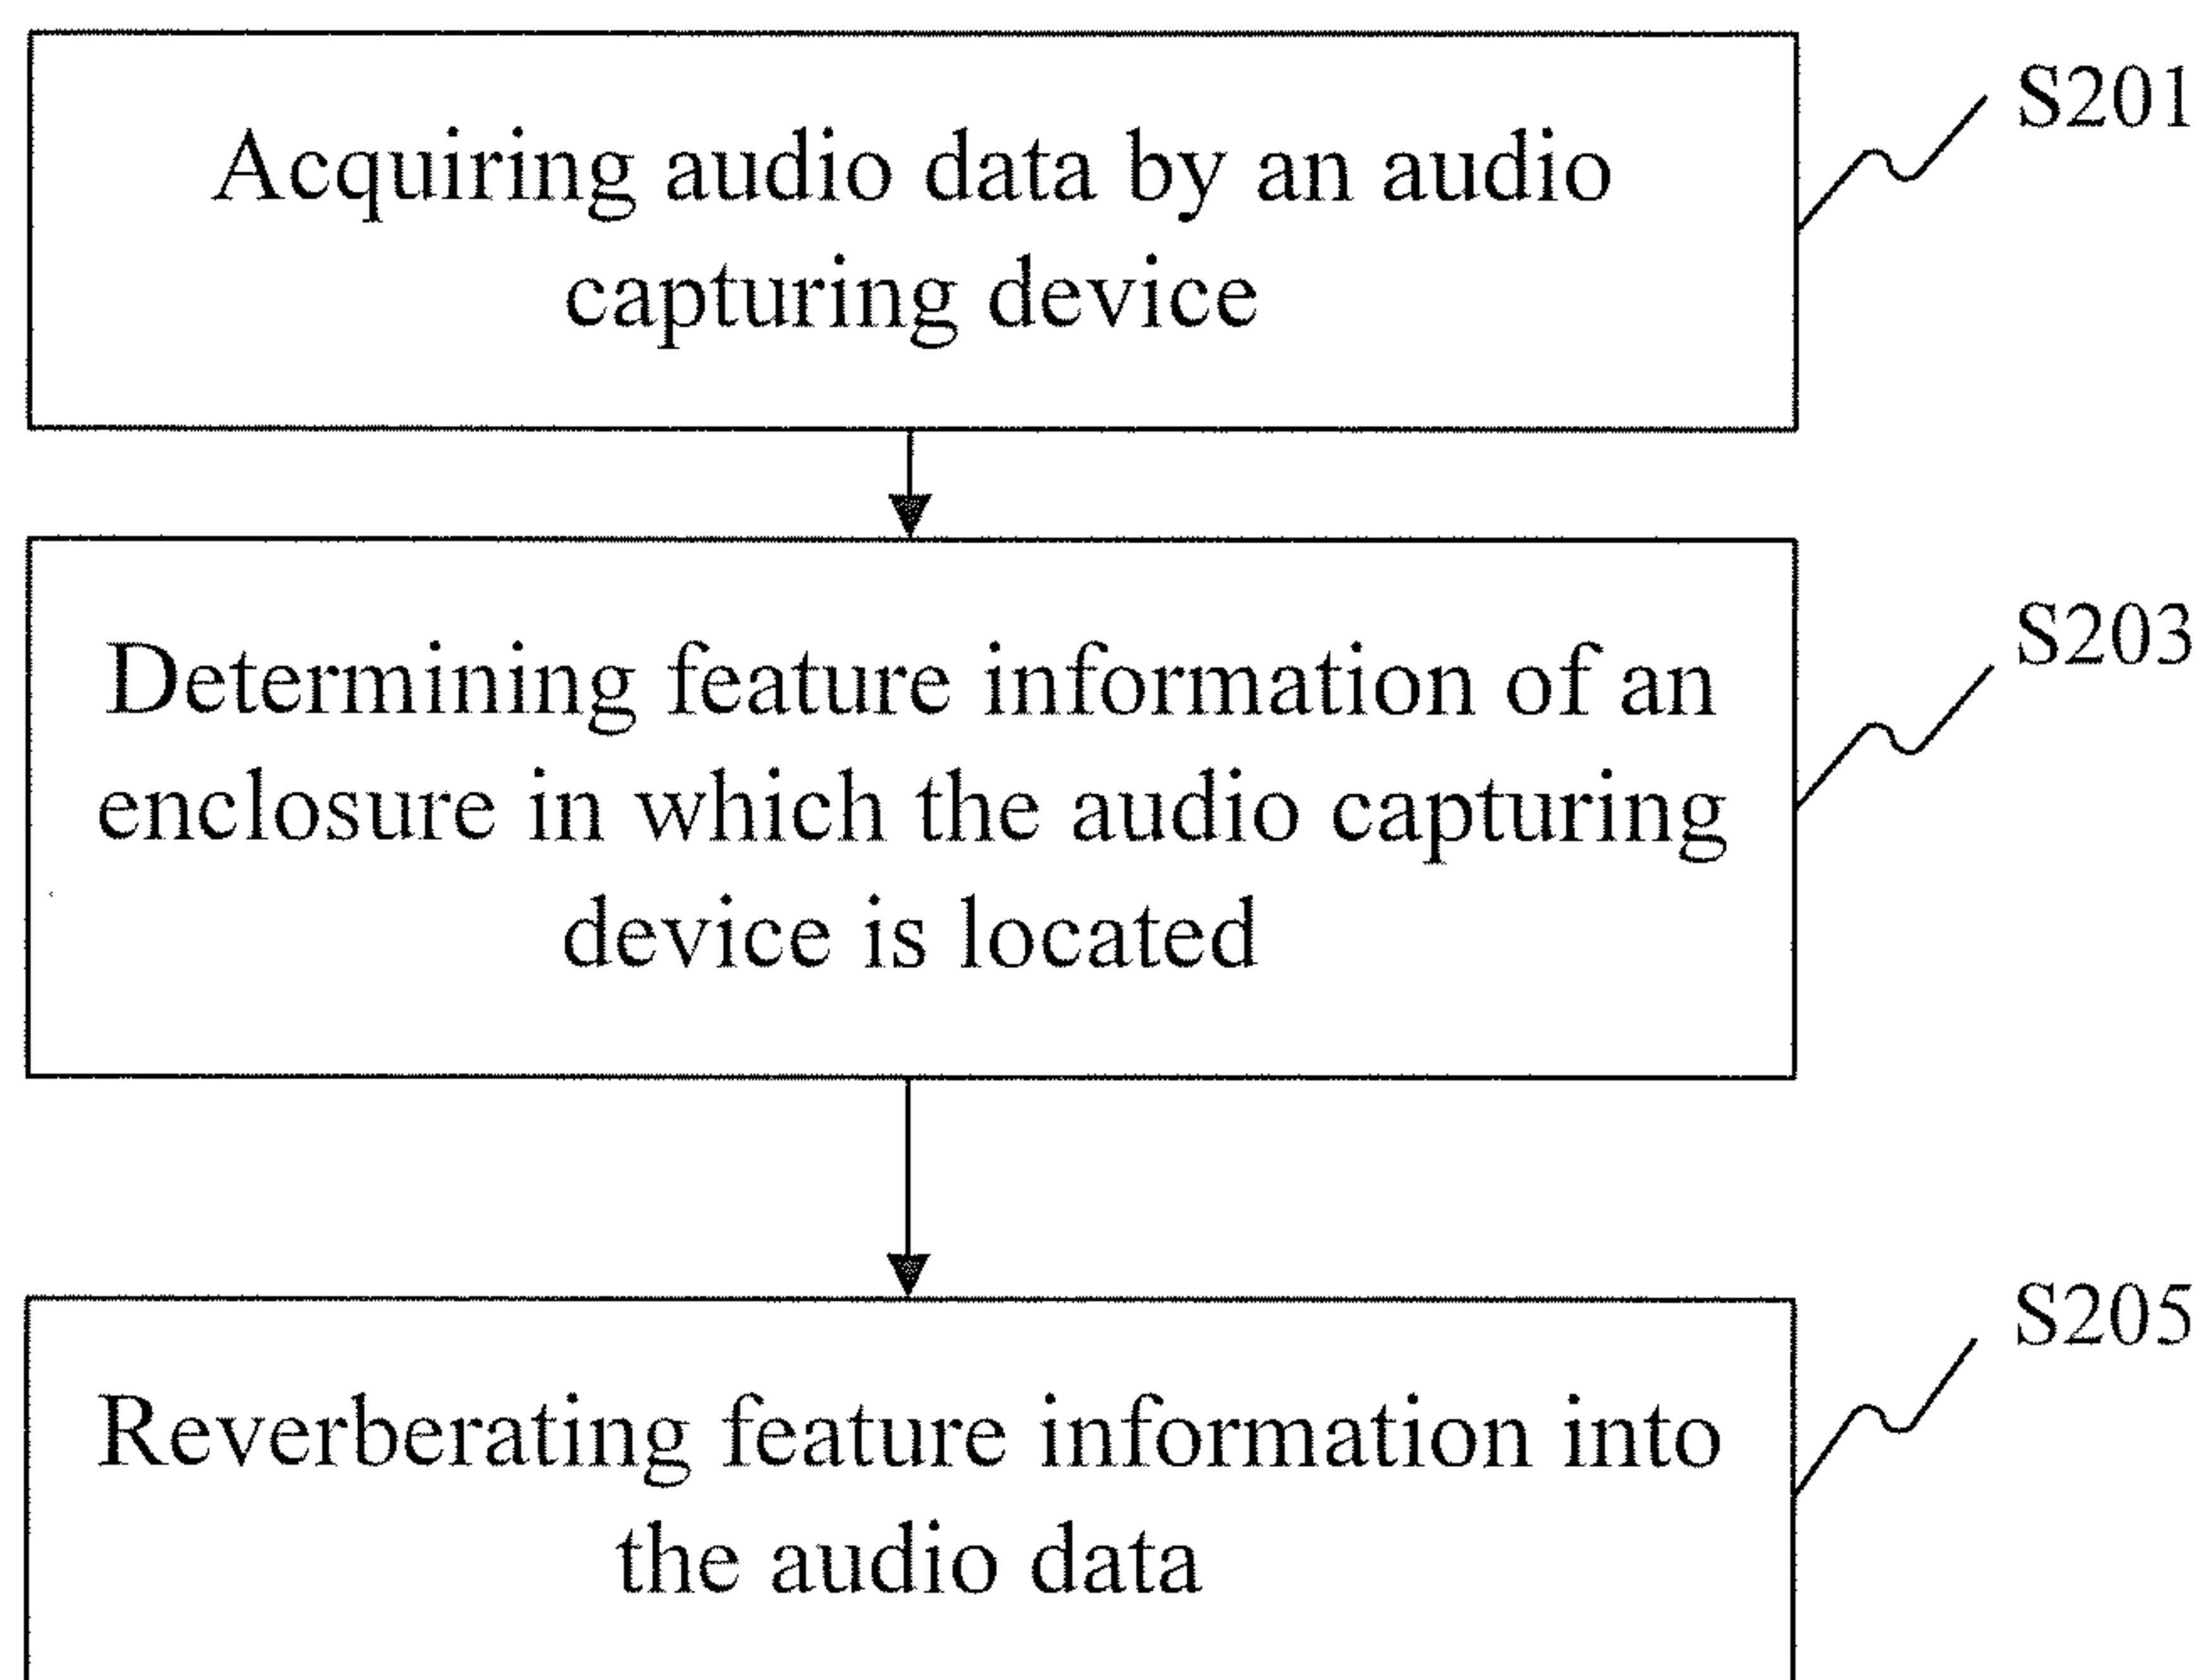 Acquiring audio data by an audio
capturing device
S201
Determining feature information of an
enclosure in which the audio capturing
device is located
S203
Reverberating feature information into
the audio data
S205